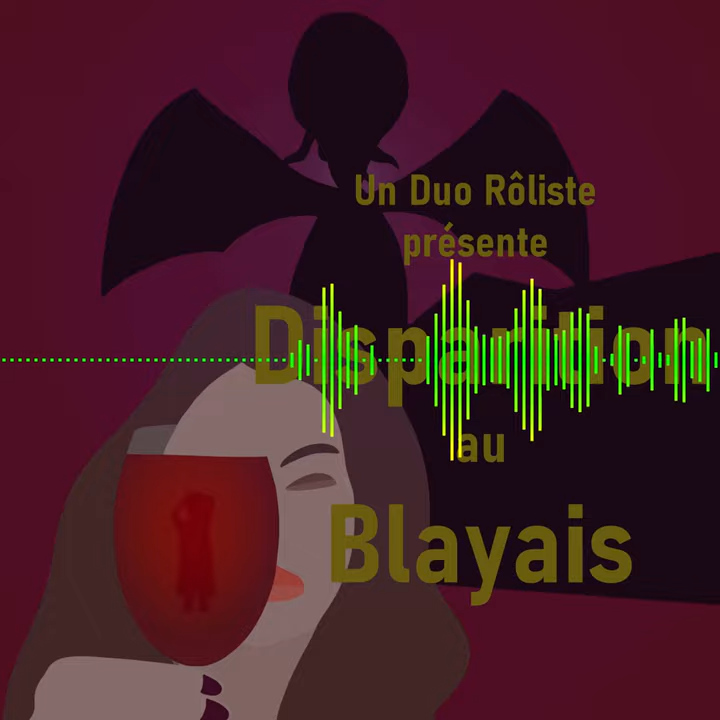 Un Duo Rôliste
présente
Disparition
au
Blayais